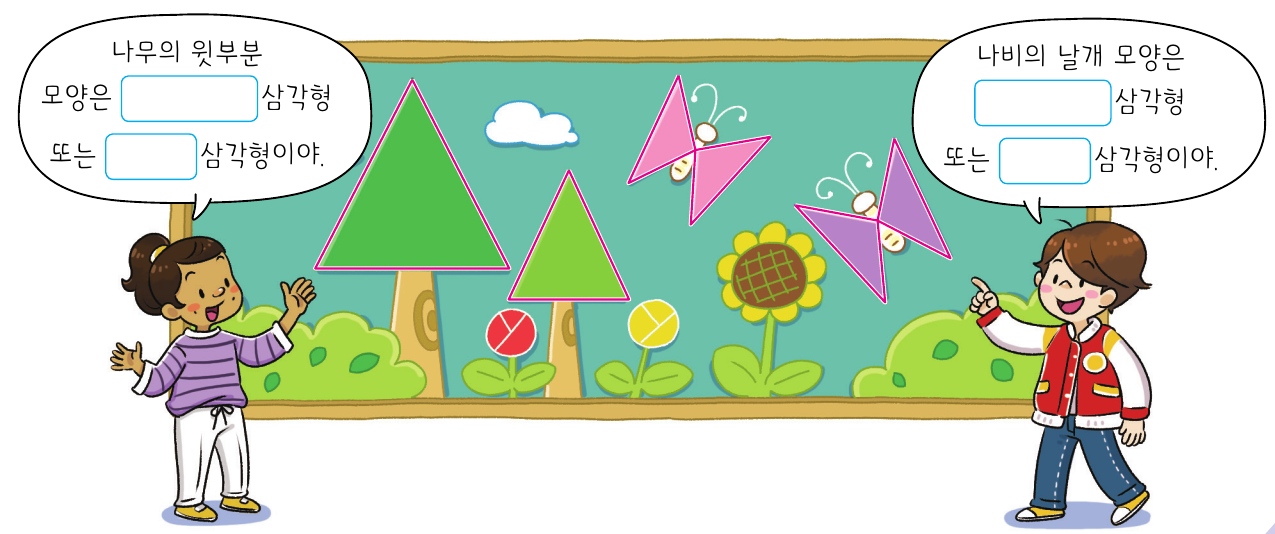 나무의 윗부분
모양은 삼각형
또는 삼각형이야.
나비의 날개 모양은
삼각형
또는 삼각형이야.